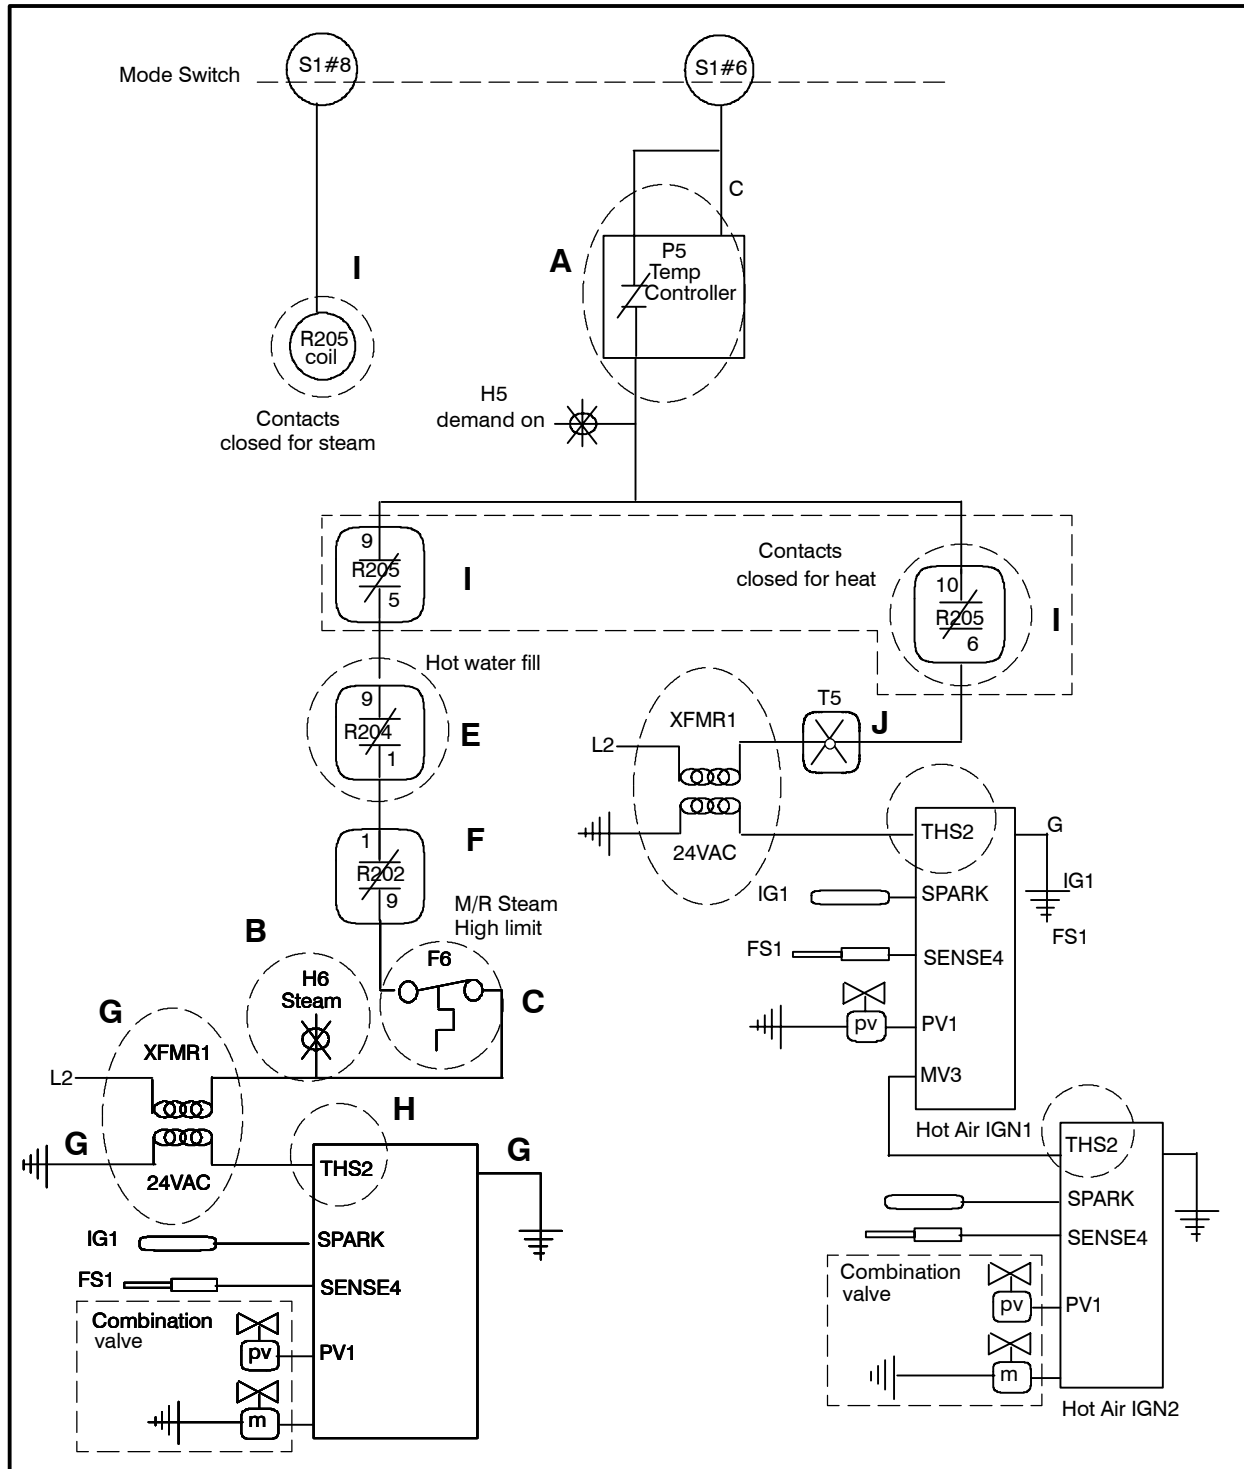 S1#8
S1#6
Mode Switch
C
I
A
P5
Temp
Controller
R205
coil
H5
demand on
Contacts
closed for steam
9
R205
5
I
Contacts
closed for heat
10
R205
6
I
Hot water fill
9
R204
1
E
XFMR1
T5
J
L2
24VAC
1
R202
9
F
M/R Steam
High limit
THS2
G
IG1
SPARK
IG1
FS1
FS1
SENSE4
pv
PV1
MV3
Hot Air IGN1
B
H6
Steam
F6
C
G
XFMR1
L2
G
24VAC
H
THS2
G
IG1
SPARK
FS1
SENSE4
Combination
valve
pv
PV1
m
THS2
SPARK
SENSE4
Combination
valve
pv
PV1
m
Hot Air IGN2